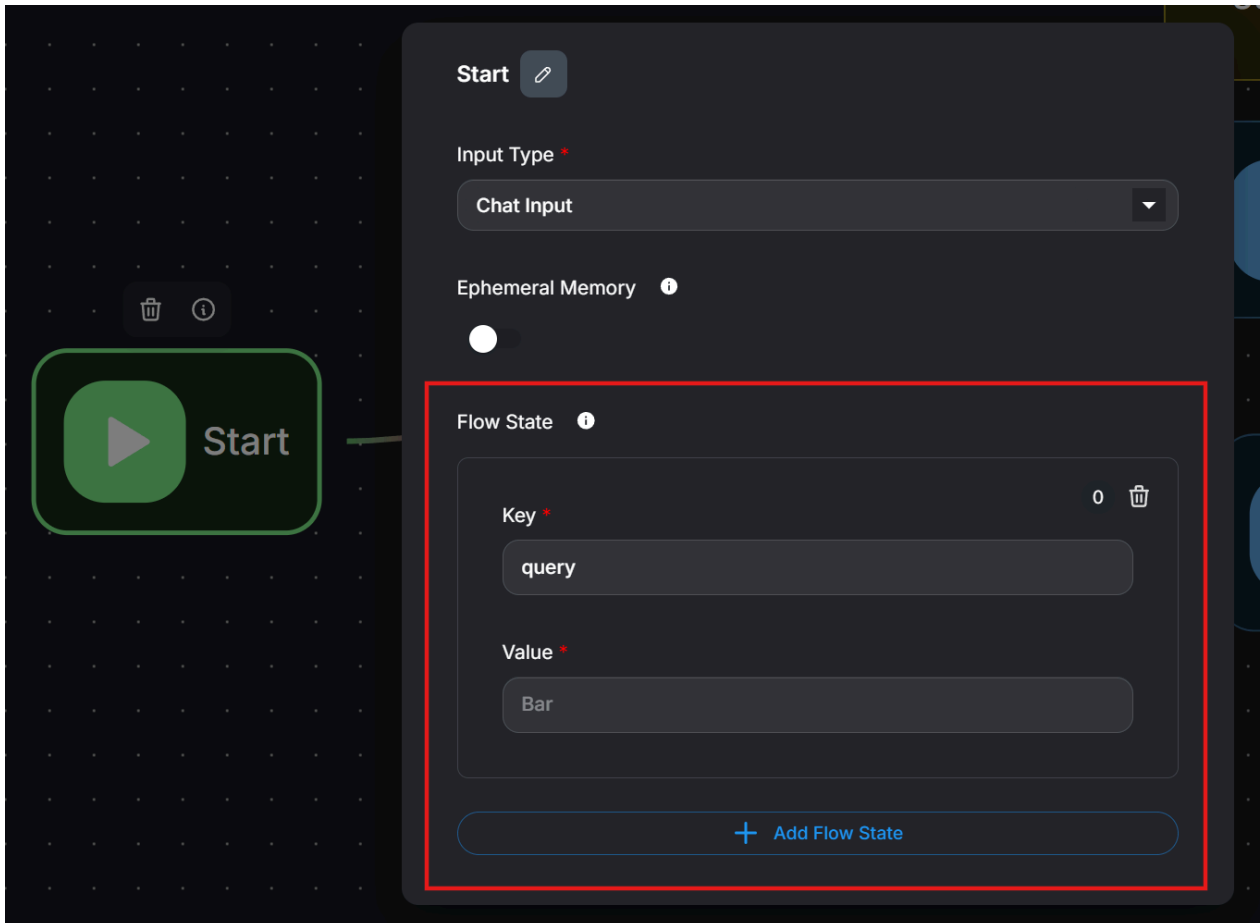 Start
Input Type *
Chat Input
Ephemeral Memory
Start
Flow State
0
Key *
query
Value *
Bar
Add Flow State